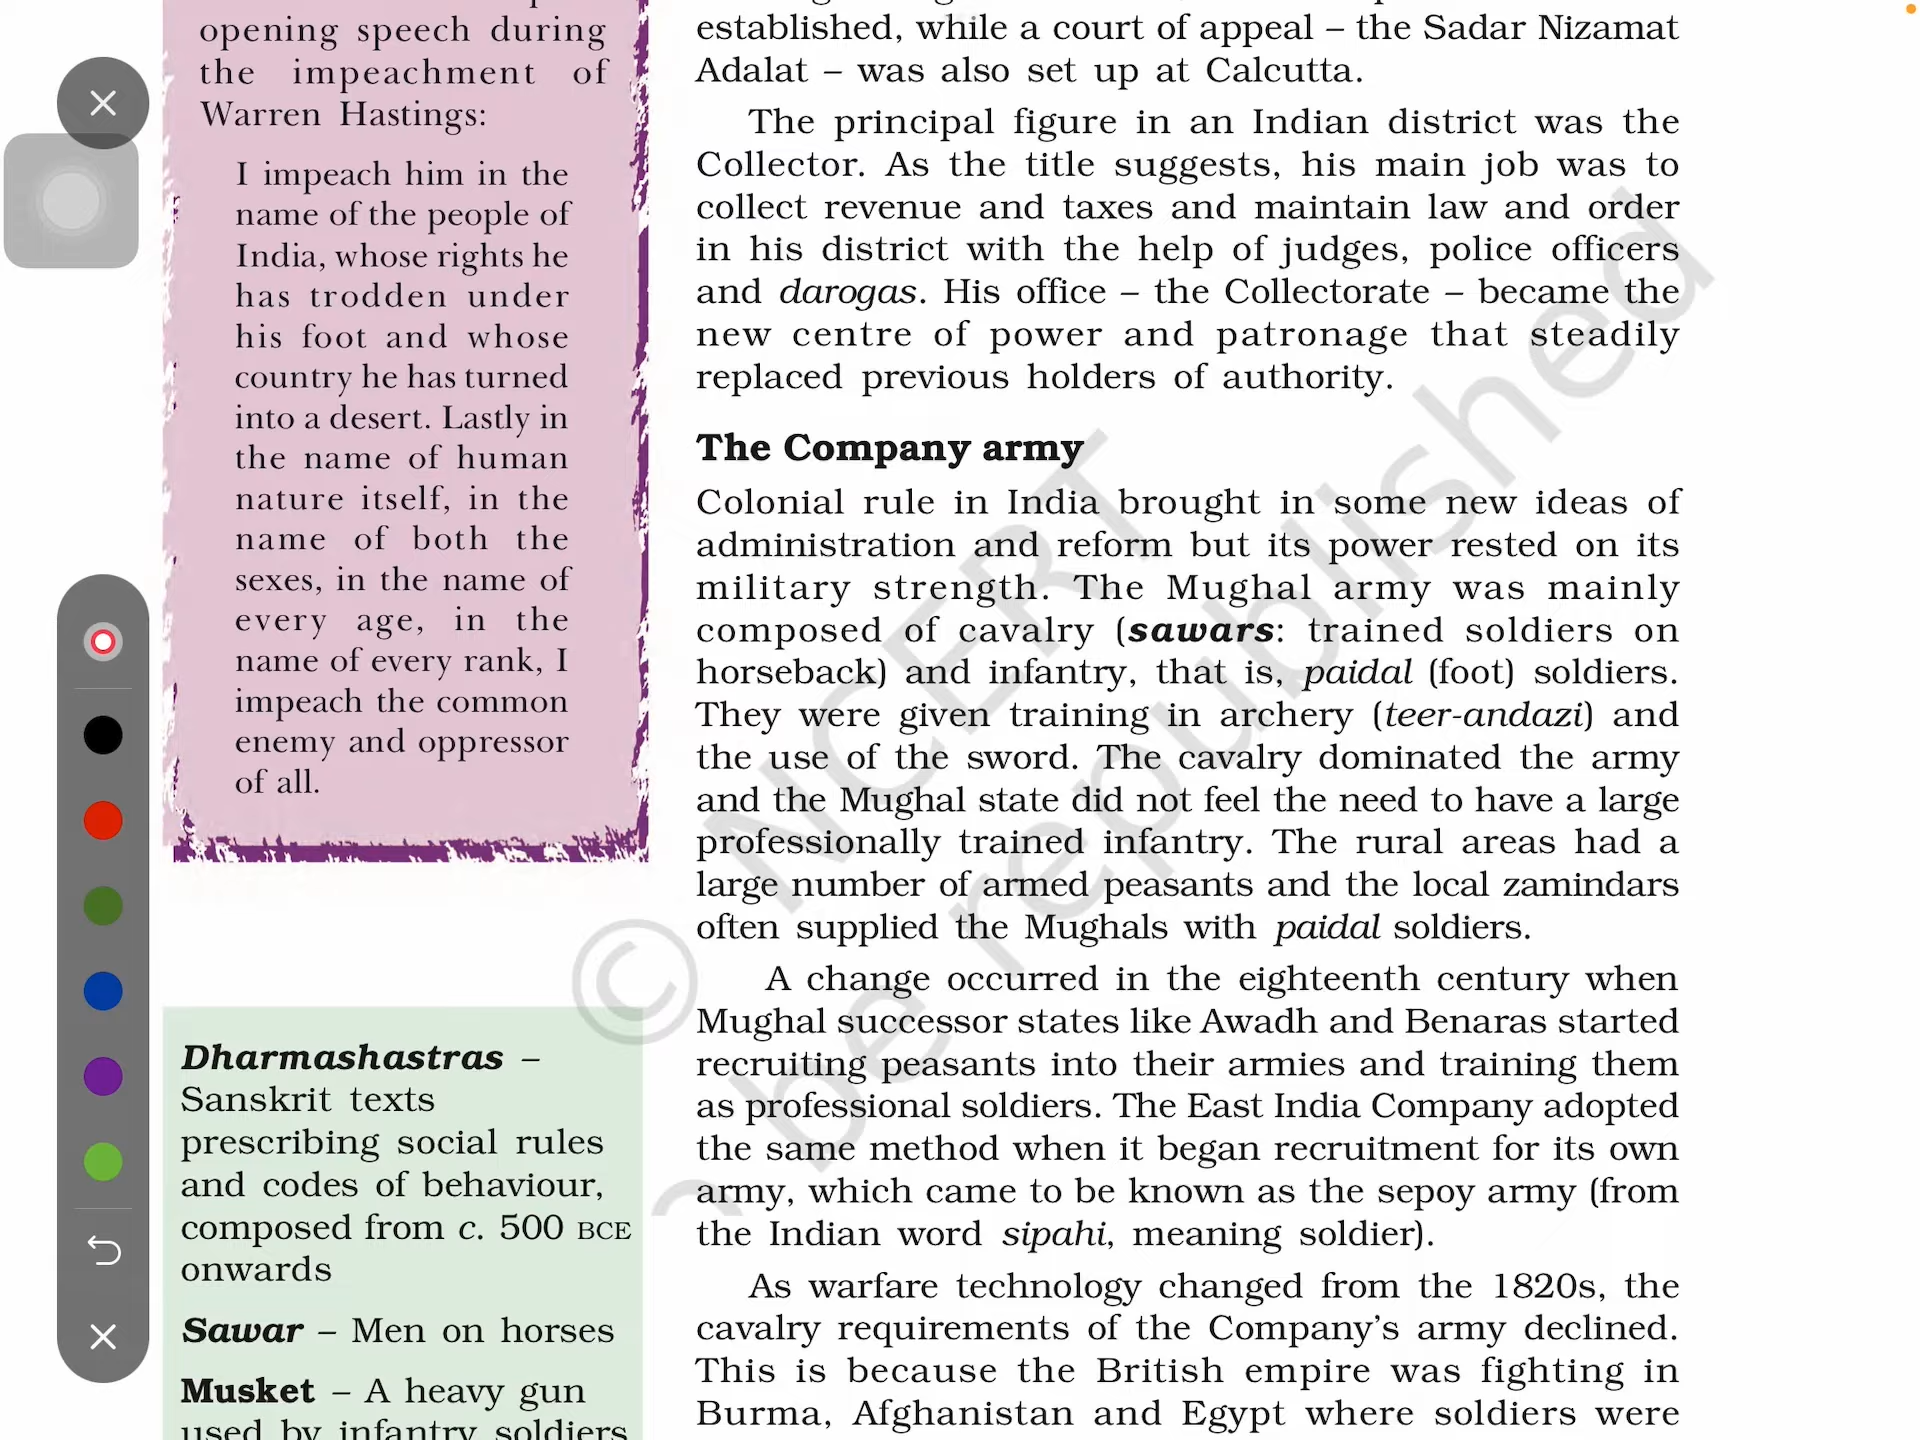 opening speech during
the impeachment of
Warren Hastings:
I impeach him in the
name of the people of
India, whose rights he
has trodden under
his foot and whose
country he has turned
into a desert. Lastly in
the name of human
nature itself, in the
name of both the
sexes, in the name of
every age, in the
name of every rank, I
impeach the common
enemy and oppressor
of all.
Dharmashastras –
Sanskrit texts
prescribing social rules
and codes of behaviour,
composed from c. 500 BCE
onwards
Sawar – Men on horses
Musket – A heavy gun
used by infantry soldiers
established, while a court of appeal – the Sadar Nizamat
Adalat – was also set up at Calcutta.
The principal figure in an Indian district was the
Collector. As the title suggests, his main job was to
collect revenue and taxes and maintain law and order
in his district with the help of judges, police officers
and darogas. His office – the Collectorate – became the
new centre of power and patronage that steadily
replaced previous holders of authority.
The Company army
Colonial rule in India brought in some new ideas of
administration and reform but its power rested on its
military strength. The Mughal army was mainly
composed of cavalry (sawars: trained soldiers on
horseback) and infantry, that is, paidal (foot) soldiers.
They were given training in archery (teer-andazi) and
the use of the sword. The cavalry dominated the army
and the Mughal state did not feel the need to have a large
professionally trained infantry. The rural areas had a
large number of armed peasants and the local zamindars
often supplied the Mughals with paidal soldiers.
A change occurred in the eighteenth century when
Mughal successor states like Awadh and Benaras started
recruiting peasants into their armies and training them
as professional soldiers. The East India Company adopted
the same method when it began recruitment for its own
army, which came to be known as the sepoy army (from
the Indian word sipahi, meaning soldier).
As warfare technology changed from the 1820s, the
cavalry requirements of the Company's army declined.
This is because the British empire was fighting in
Burma, Afghanistan and Egypt where soldiers were
© NCERT
be republished